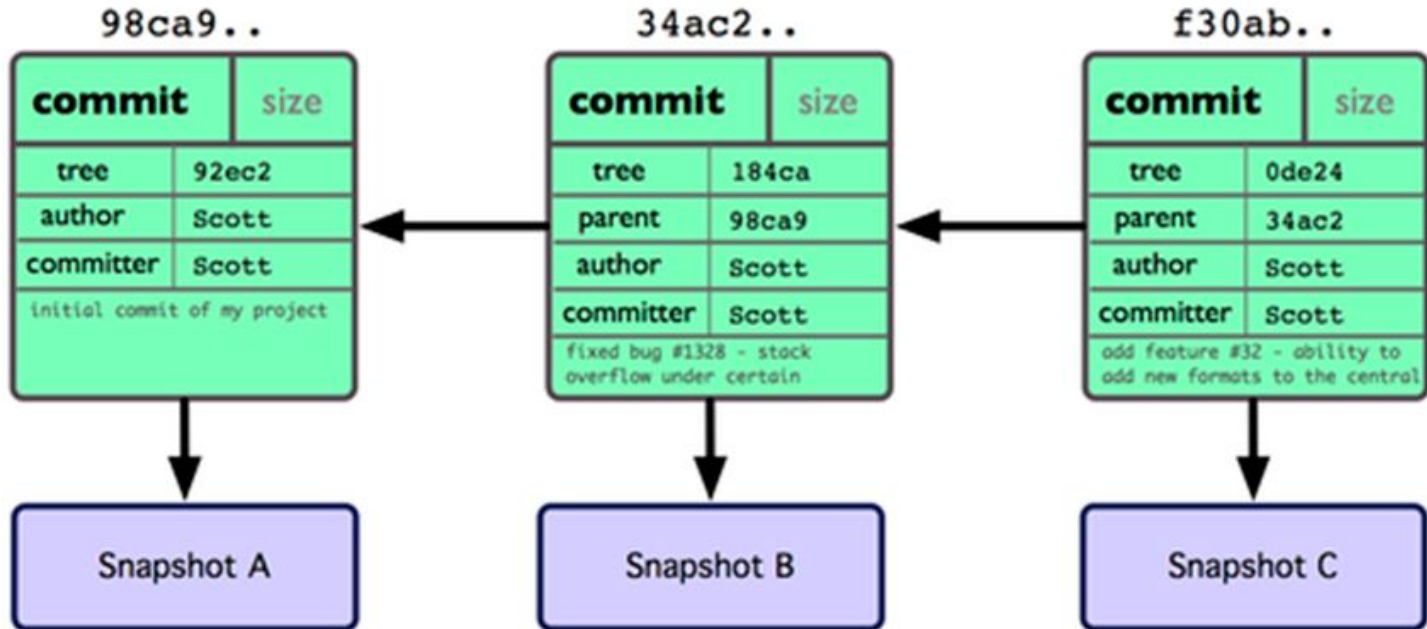 98ca9..
commit size
tree 92ec2
author Scott
committer Scott
initial commit of my project
Snapshot A
34ac2..
commit size
tree 184ca
parent 98ca9
author Scott
committer Scott
fixed bug #1328 - stack
overflow under certain
Snapshot B
f30ab..
commit size
tree 0de24
parent 34ac2
author Scott
committer Scott
add feature #32 - ability to
add new formats to the central
Snapshot C